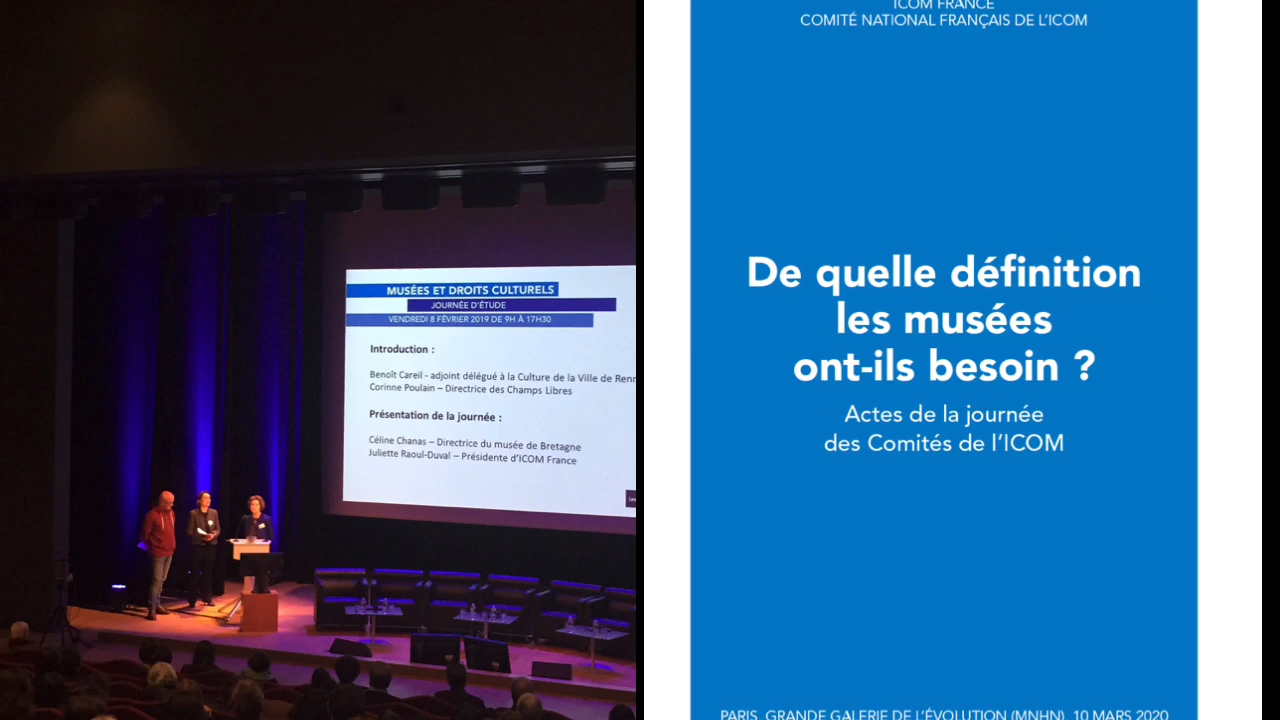 MUSÉES ET DROITS CULTURELS
JOURNÉE D'ÉTUDE
VENDREDI 8 FÉVRIER 2019 DE 9H À 17H30
Introduction :
Benoît Careil - adjoint délégué à la Culture de la Ville de Renn
Corinne Poulain – Directrice des Champs Libres
Présentation de la journée :
Céline Chanas – Directrice du musée de Bretagne
Juliette Raoul-Duval – Présidente d'ICOM France
ICOM FRANCE
COMITÉ NATIONAL FRANÇAIS DE L'ICOM
De quelle définition
les musées
ont-ils besoin ?
Actes de la journée
des Comités de l'ICOM
PARIS, GRANDE GALERIE DE L'ÉVOLUTION (MNHN), 10 MARS 2020